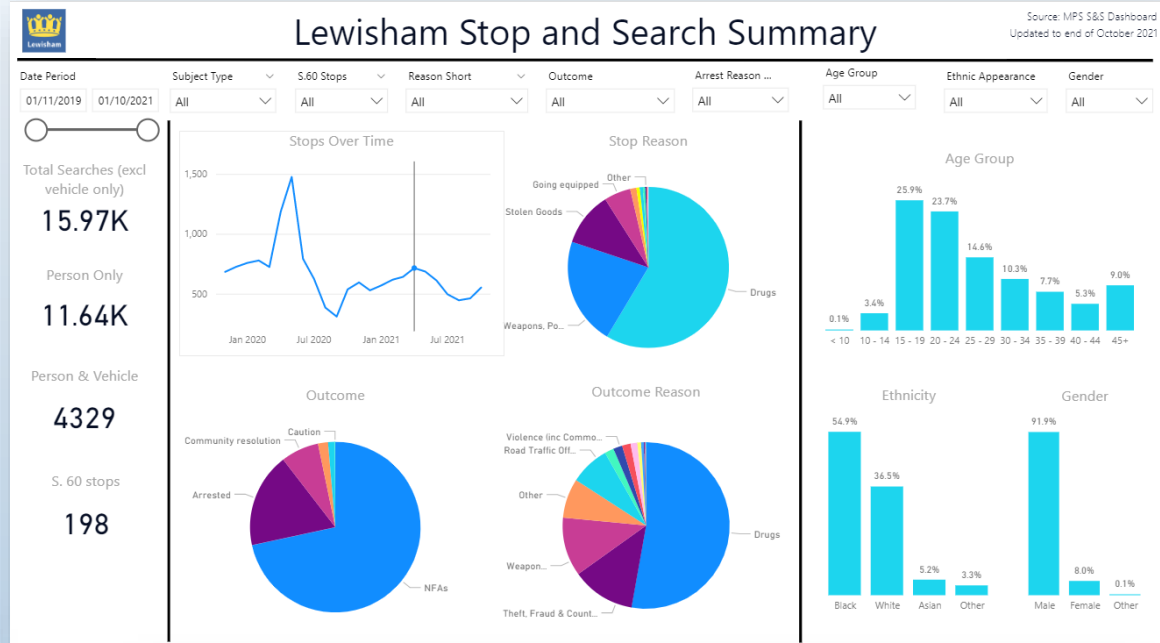 Lewisham
Lewisham Stop and Search Summary
Source: MPS S&S Dashboard
Updated to end of October 2021
Date Period
01/11/2019 01/10/2021
Subject Type
All
S.60 Stops
All
Reason Short
All
Outcome
All
Arrest Reason ...
All
Age Group
All
Ethnic Appearance
All
Gender
All
Total Searches (excl
vehicle only)
15.97K
Person Only
11.64K
Person & Vehicle
4329
S. 60 stops
198
Stops Over Time
1,500
1,000
500
Jan 2020 Jul 2020 Jan 2021 Jul 2021
Stop Reason
Other
Going equipped
Stolen Goods
Weapons, Po...
Drugs
Outcome
Caution
Community resolution
Arrested
NFAs
Outcome Reason
Violence (inc Commo...
Road Traffic Off...
Other
Weapon...
Theft, Fraud & Count...
Drugs
Age Group
0.1% 3.4% 25.9% 23.7% 14.6% 10.3% 7.7% 5.3% 9.0%
< 10 10 - 14 15 - 19 20 - 24 25 - 29 30 - 34 35 - 39 40 - 44 45+
Ethnicity
54.9% 36.5% 5.2% 3.3%
Black White Asian Other
Gender
91.9% 8.0% 0.1%
Male Female Other